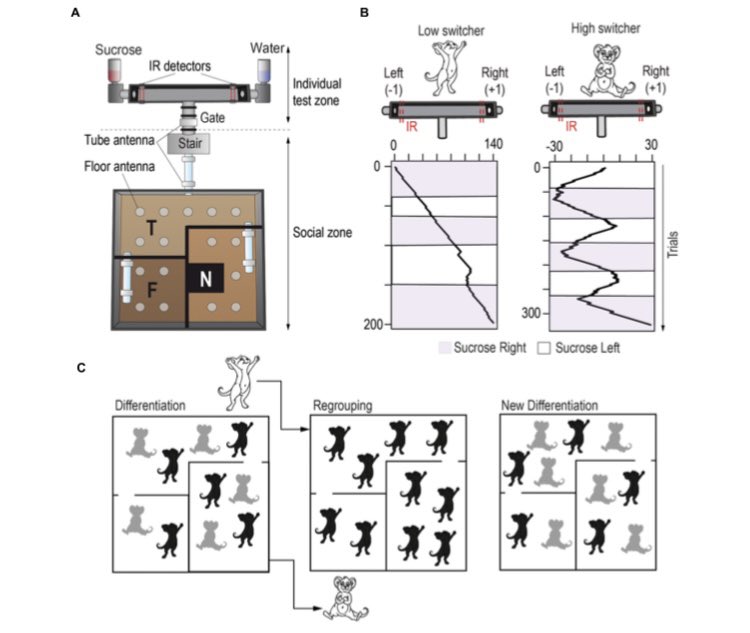 A
Sucrose
Water
IR detectors
Individual
test zone
Gate
Tube antenna
Stair
Floor antenna
Social zone
T
F
N
B
Low switcher
High switcher
Left
(-1)
Right
(+1)
Left
(-1)
Right
(+1)
IR
IR
0
140
-30
30
0
100
200
0
300
Trials
Sucrose Right
Sucrose Left
C
Differentiation
Regrouping
New Differentiation